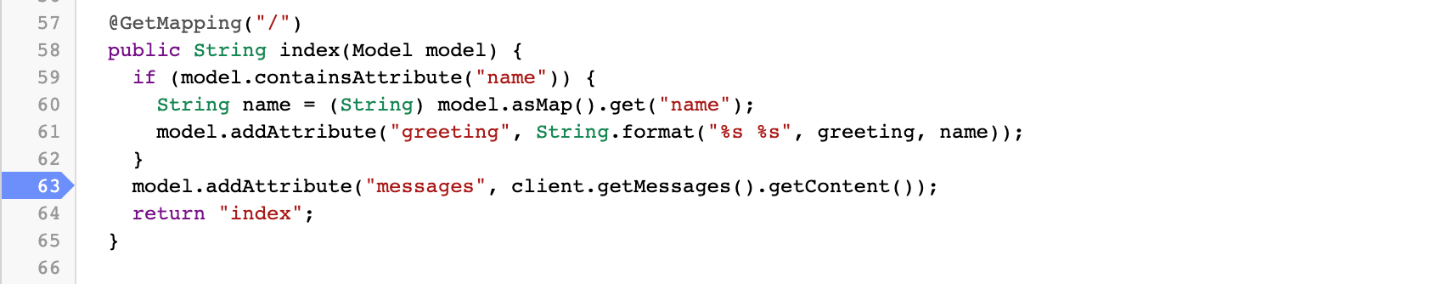 57 @GetMapping("/")
58 public String index(Model model) {
59 if (model.containsAttribute("name")) {
60 String name = (String) model.asMap().get("name");
61 model.addAttribute("greeting", String.format("%s %s", greeting, name));
62 }
63 model.addAttribute("messages", client.getMessages().getContent());
64 return "index";
65 }
66